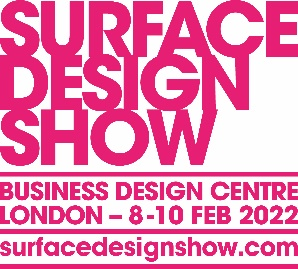 SURFACE
DESIGN
SHOW
BUSINESS DESIGN CENTRE
LONDON – 8-10 FEB 2022
surfacedesignshow.com